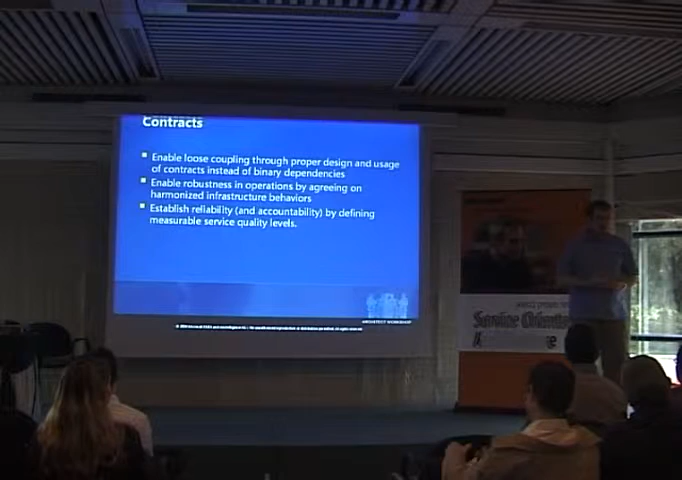 Contracts
Enable loose coupling through proper design and usage
of contracts instead of binary dependencies
Enable robustness in operations by agreeing on
harmonized infrastructure behaviors
Establish reliability (and accountability) by defining
measurable service quality levels.
Service Oriented